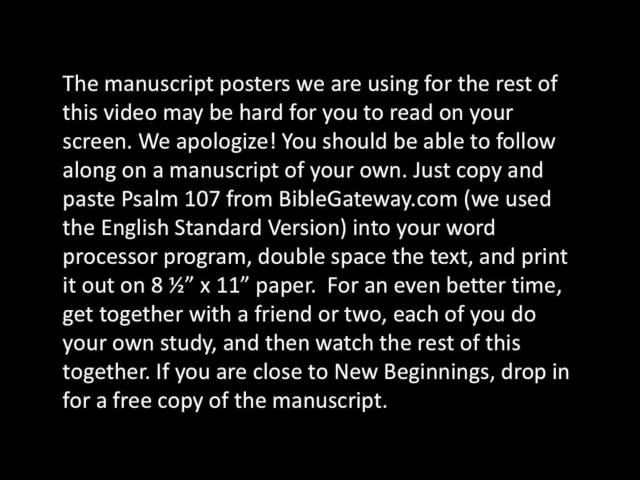 The manuscript posters we are using for the rest of
this video may be hard for you to read on your
screen. We apologize! You should be able to follow
along on a manuscript of your own. Just copy and
paste Psalm 107 from BibleGateway.com (we used
the English Standard Version) into your word
processor program, double space the text, and print
it out on 8 ½” x 11” paper.  For an even better time,
get together with a friend or two, each of you do
your own study, and then watch the rest of this
together. If you are close to New Beginnings, drop in
for a free copy of the manuscript.